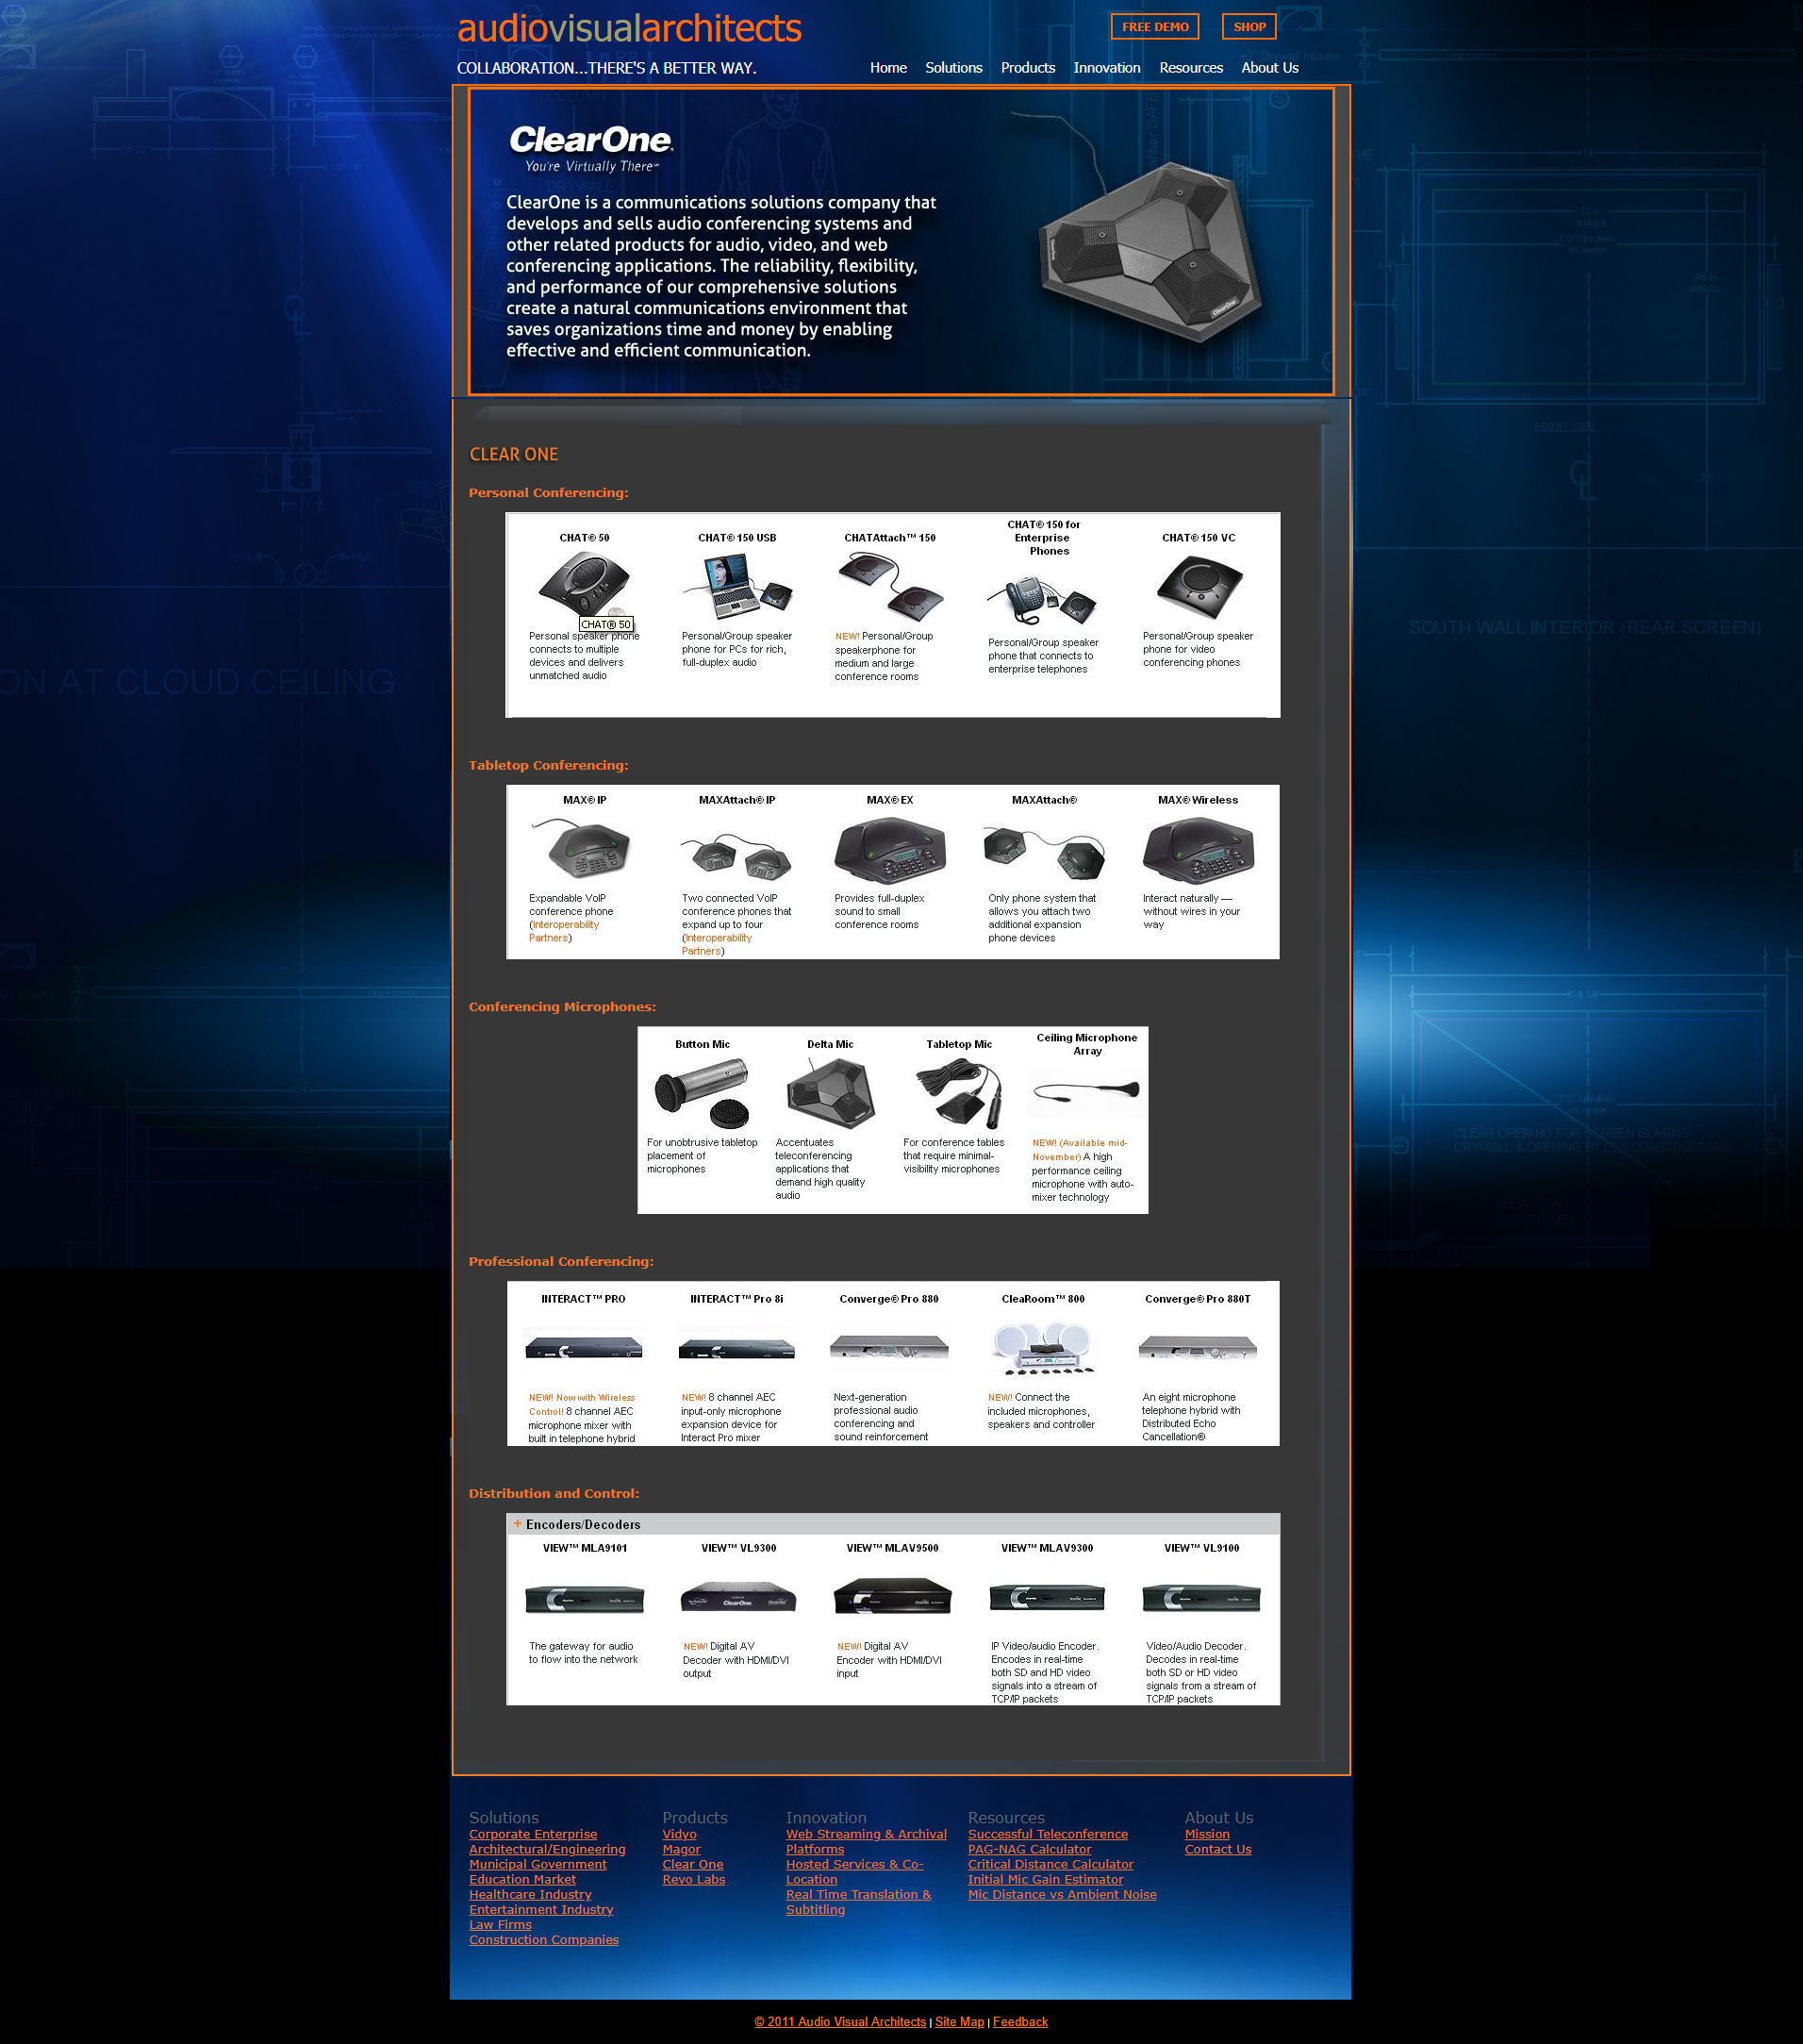 audiovisualarchitects
FREE DEMO
SHOP
COLLABORATION...THERE'S A BETTER WAY.
Home Solutions Products Innovation Resources About Us
ClearOne
You're Virtually There
ClearOne is a communications solutions company that
develops and sells audio conferencing systems and
other related products for audio, video, and web
conferencing applications. The reliability, flexibility,
and performance of our comprehensive solutions
create a natural communications environment that
saves organizations time and money by enabling
effective and efficient communication.
CLEAR ONE
Personal Conferencing:
CHAT® 50
CHAT® 50
Personal speaker phone
connects to multiple
devices and delivers
unmatched audio
CHAT® 150 USB
Personal/Group speaker
phone for PCs for rich,
full-duplex audio
CHATAttach™ 150
NEW! Personal/Group
speakerphone for
medium and large
conference rooms
CHAT® 150 for
Enterprise
Phones
Personal/Group speaker
phone that connects to
enterprise telephones
CHAT® 150 VC
Personal/Group speaker
phone for video
conferencing phones
Tabletop Conferencing:
MAX® IP
Expandable VoIP
conference phone
(Interoperability
Partners)
MAXAttach® IP
Two connected VoIP
conference phones that
expand up to four
(Interoperability
Partners)
MAX® EX
Provides full-duplex
sound to small
conference rooms
MAXAttach®
Only phone system that
allows you attach two
additional expansion
phone devices
MAX® Wireless
Interact naturally —
without wires in your
way
Conferencing Microphones:
Button Mic
For unobtrusive tabletop
placement of
microphones
Delta Mic
Accentuates
teleconferencing
applications that
demand high quality
audio
Tabletop Mic
For conference tables
that require minimal-
visibility microphones
Ceiling Microphone
Array
NEW! (Available mid-
November) A high
performance ceiling
microphone with auto-
mixer technology
Professional Conferencing:
INTERACT™ PRO
NEW! Now with Wireless
Control! 8 channel AEC
microphone mixer with
built in telephone hybrid
INTERACT™ Pro 8i
NEW! 8 channel AEC
input-only microphone
expansion device for
Interact Pro mixer
Converge® Pro 880
Next-generation
professional audio
conferencing and
sound reinforcement
CleaRoom™ 800
NEW! Connect the
included microphones,
speakers and controller
Converge® Pro 880T
An eight microphone
telephone hybrid with
Distributed Echo
Cancellation®
Distribution and Control:
+ Encoders/Decoders
VIEW™ MLA9101
The gateway for audio
to flow into the network
VIEW™ VL9300
ClearOne
NEW! Digital AV
Decoder with HDMI/DVI
output
VIEW™ MLAV9500
NEW! Digital AV
Encoder with HDMI/DVI
input
VIEW™ MLAV9300
IP Video/audio Encoder.
Encodes in real-time
both SD and HD video
signals into a stream of
TCP/IP packets
VIEW™ VL9100
Video/Audio Decoder.
Decodes in real-time
both SD or HD video
signals from a stream of
TCP/IP packets
Solutions
Corporate Enterprise
Architectural/Engineering
Municipal Government
Education Market
Healthcare Industry
Entertainment Industry
Law Firms
Construction Companies
Products
Vidyo
Magor
Clear One
Revo Labs
Innovation
Web Streaming & Archival
Platforms
Hosted Services & Co-
Location
Real Time Translation &
Subtitling
Resources
Successful Teleconference
PAG-NAG Calculator
Critical Distance Calculator
Initial Mic Gain Estimator
Mic Distance vs Ambient Noise
About Us
Mission
Contact Us
© 2011 Audio Visual Architects | Site Map | Feedback
ON AT CLOUD CEILING
SOUTH WALL INTERIOR (REAR SCREEN)
FRONT VIEW